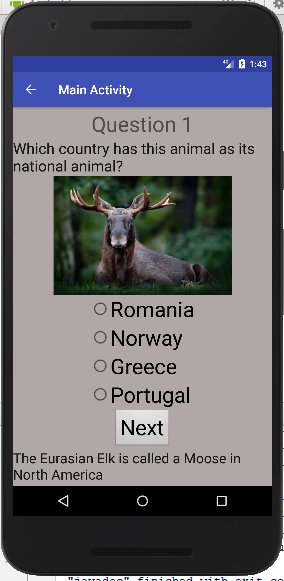 4G 1:43
Main Activity
Question 1
Which country has this animal as its
national animal?
Romania
Norway
Greece
Portugal
Next
The Eurasian Elk is called a Moose in
North America